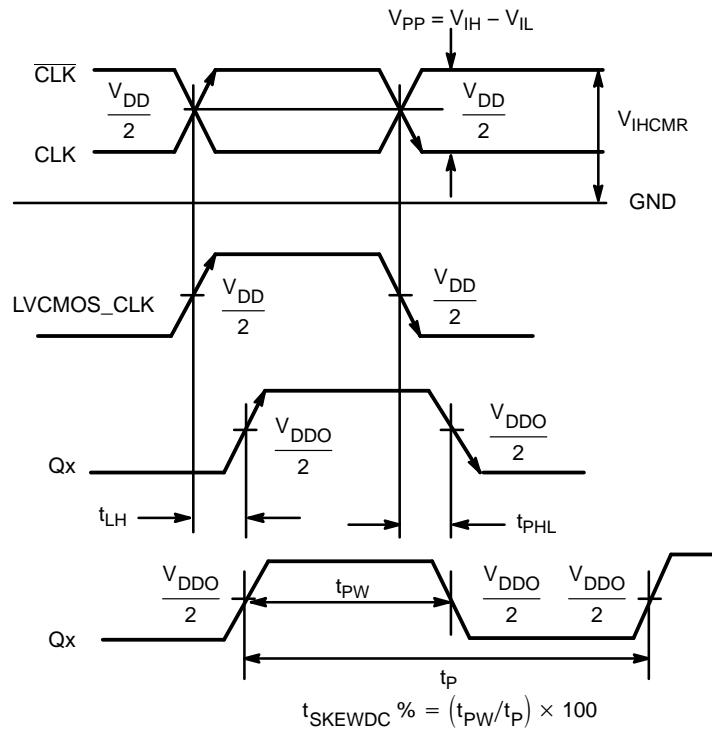 V_PP = V_IH – V_IL
C̅L̅K̅
V_DD/2
V_DD/2
V_IHCMR
CLK
GND
LVCMOS_CLK
V_DD/2
V_DD/2
V_DDO/2
V_DDO/2
Qx
t_LH
t_PHL
V_DDO/2
t_PW
V_DDO/2
V_DDO/2
Qx
t_P
t_SKEWDC % = (t_PW/t_P) × 100